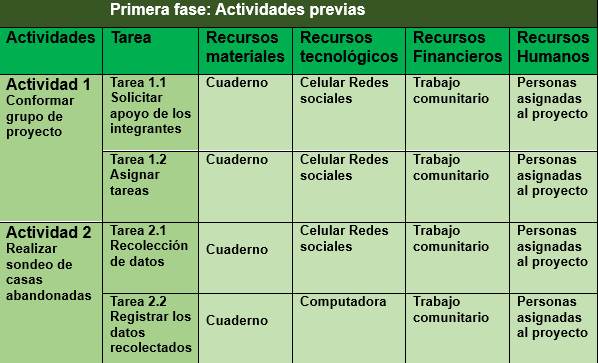 Primera fase: Actividades previas
Actividades
Tarea
Recursos
materiales
Recursos
tecnológicos
Recursos
Financieros
Recursos
Humanos
Actividad 1
Conformar
grupo de
proyecto
Tarea 1.1
Solicitar
apoyo de los
integrantes
Cuaderno
Celular Redes
sociales
Trabajo
comunitario
Personas
asignadas
al proyecto
Tarea 1.2
Asignar
tareas
Cuaderno
Celular Redes
sociales
Trabajo
comunitario
Personas
asignadas
al proyecto
Actividad 2
Realizar
sondeo de
casas
abandonadas
Tarea 2.1
Recolección
de datos
Cuaderno
Celular Redes
sociales
Trabajo
comunitario
Personas
asignadas
al proyecto
Tarea 2.2
Registrar los
datos
recolectados
Cuaderno
Computadora
Trabajo
comunitario
Personas
asignadas
al proyecto